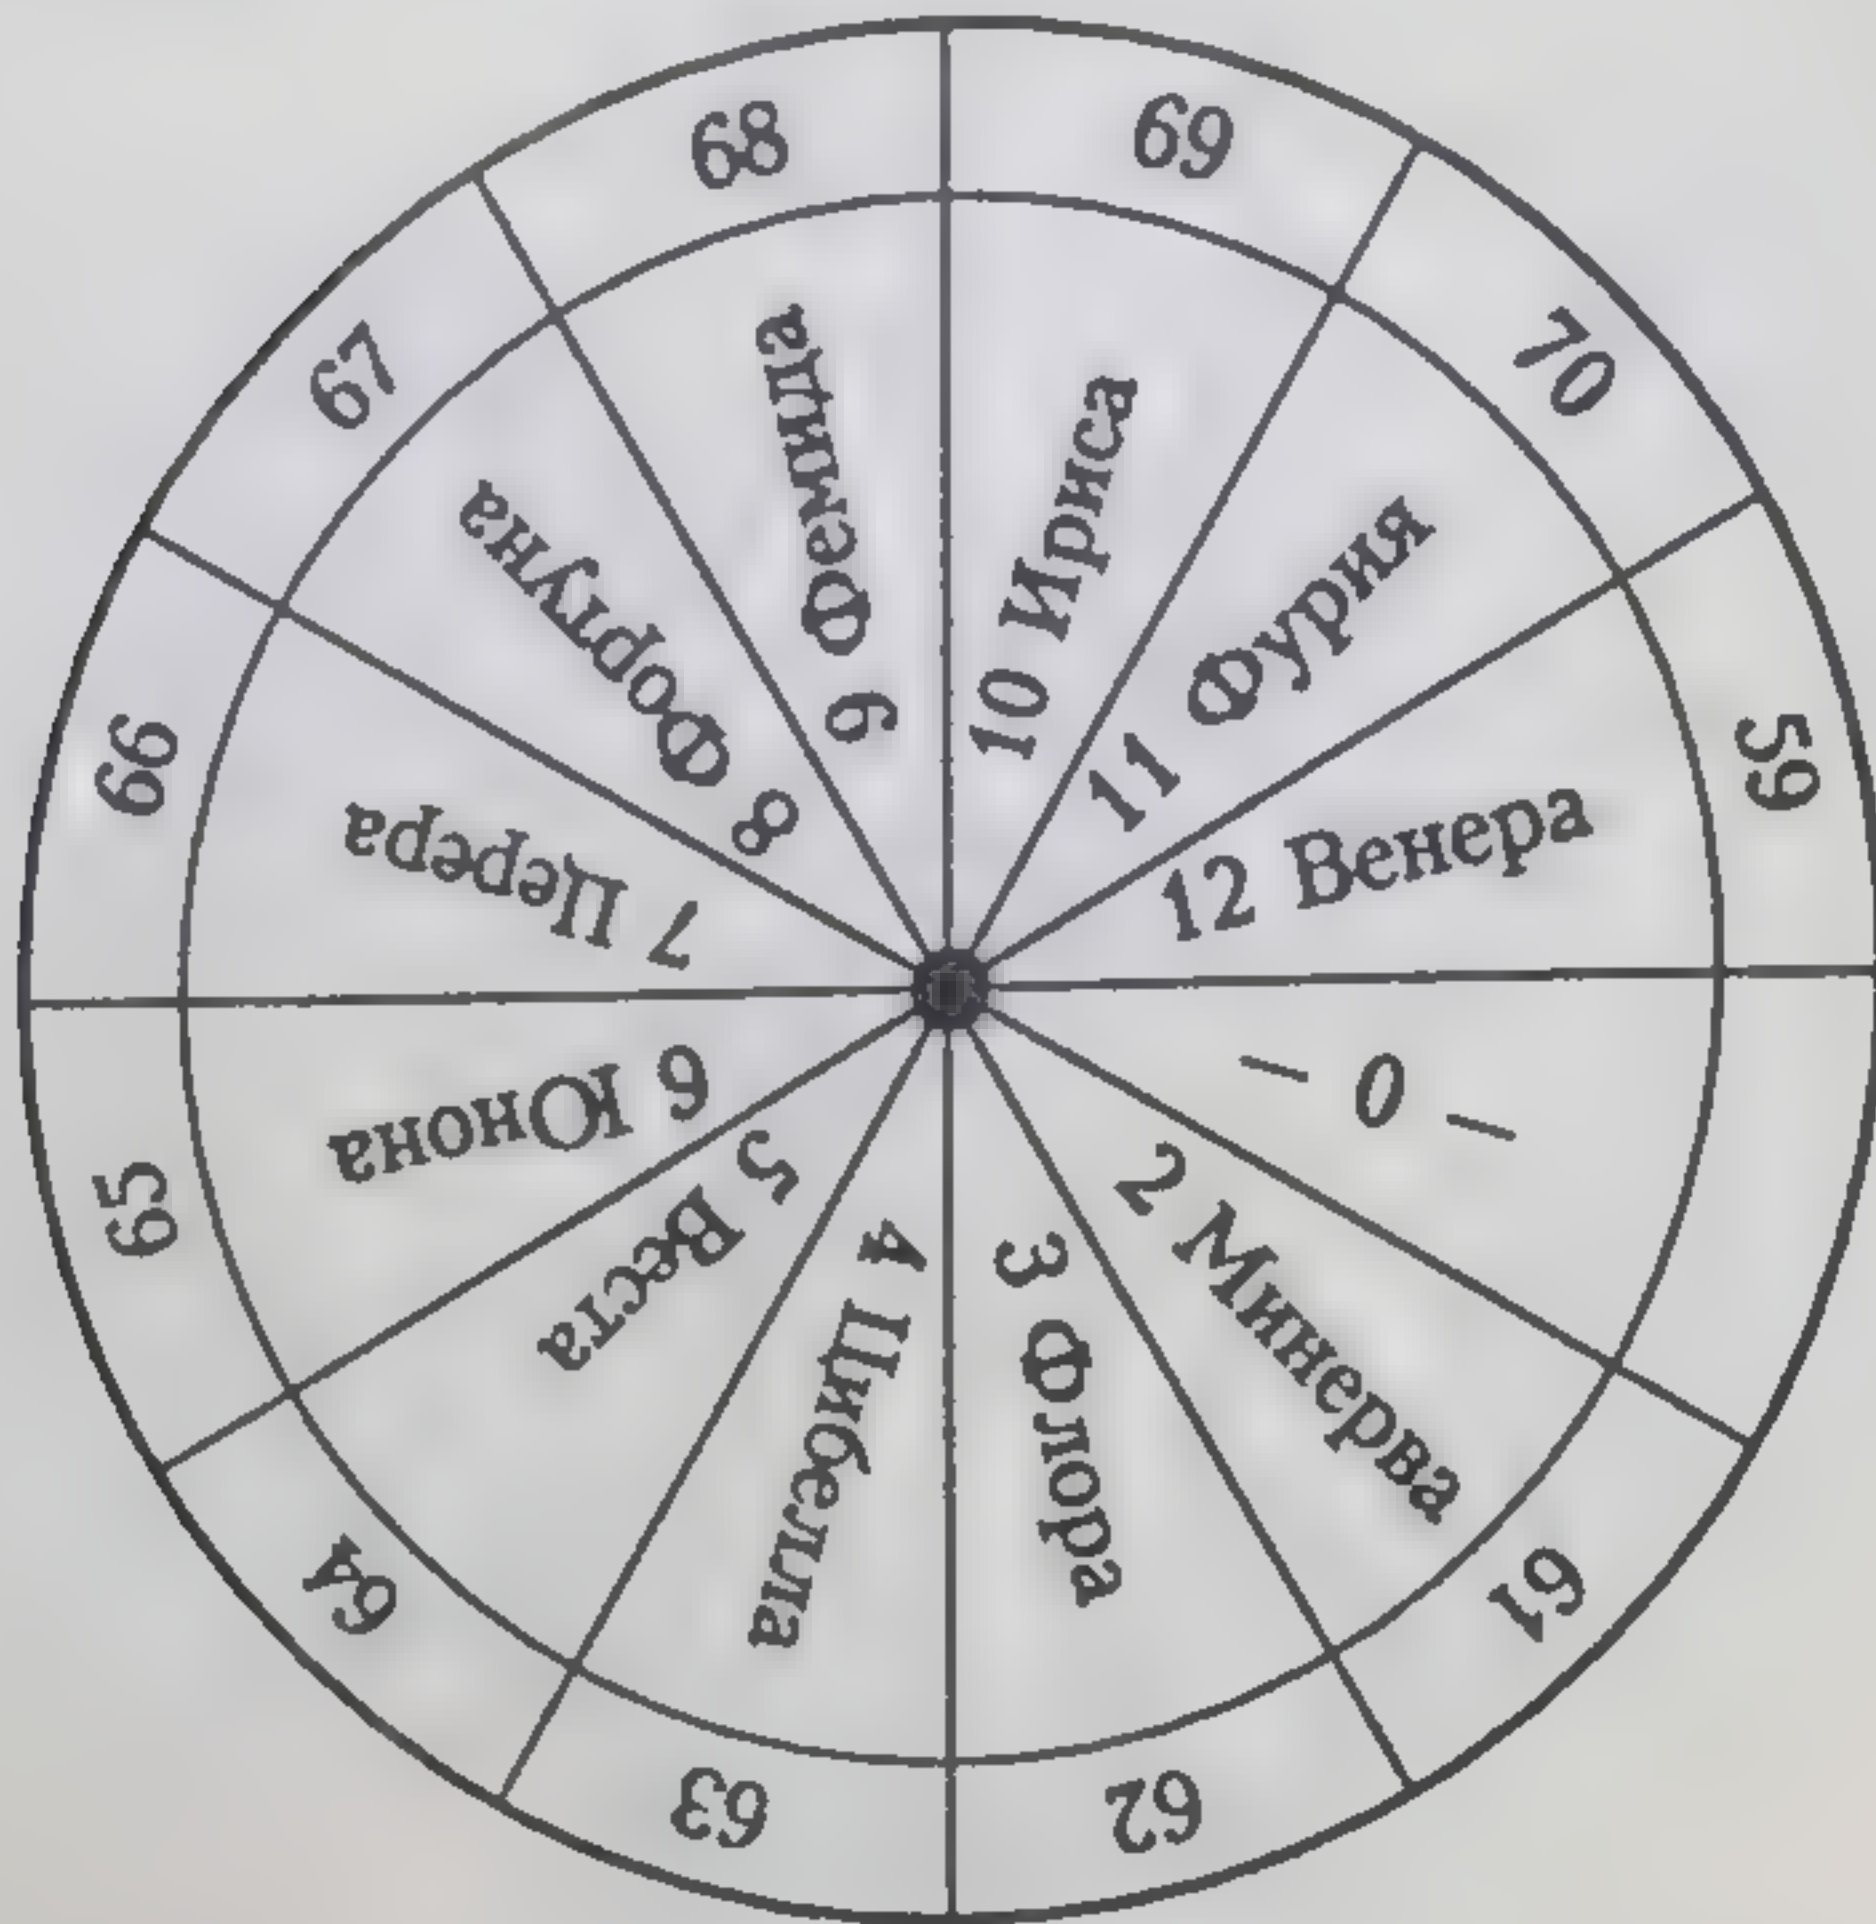 68
69
70
59
61
62
63
64
65
66
67
— 0 —
2 Минерва
3 Флора
4 Цибелла
5 Веста
6 Юнона
7 Церера
8 Фортуна
9 Фемида
10 Ириса
11 Фурия
12 Венера